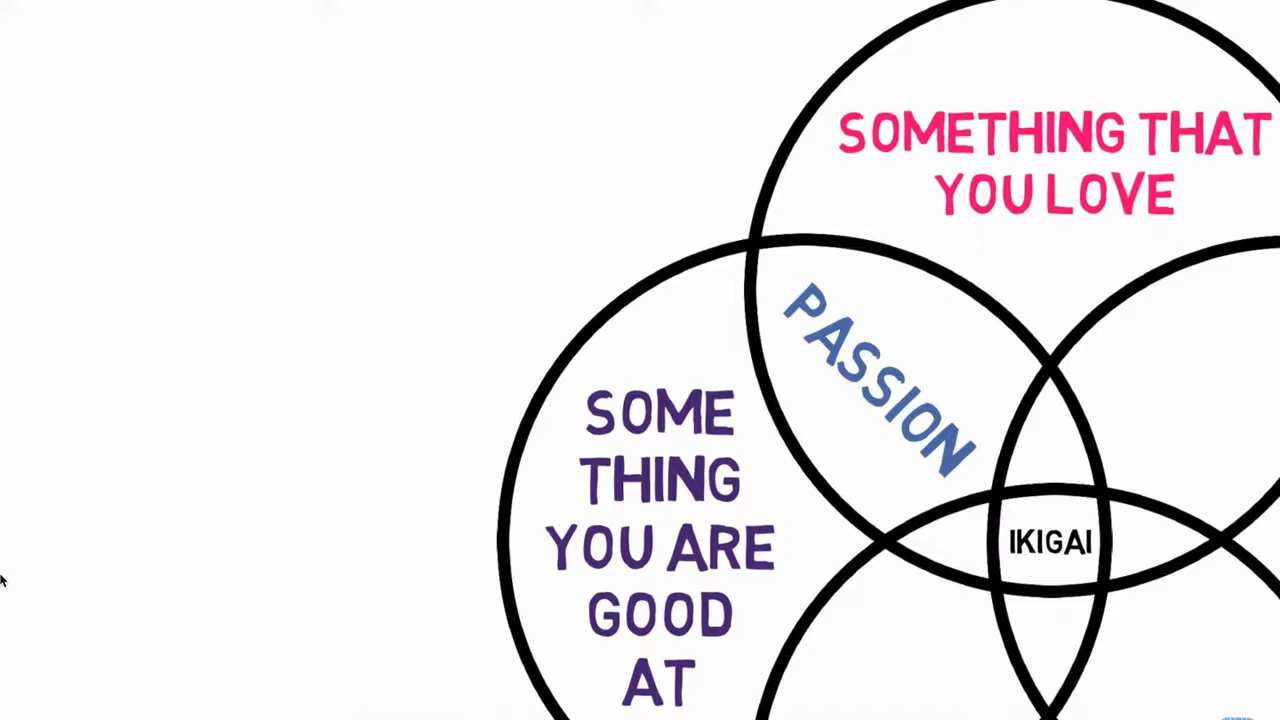 SOMETHING THAT
YOU LOVE
PASSION
SOME
THING
YOU ARE
GOOD
AT
IKIGAI